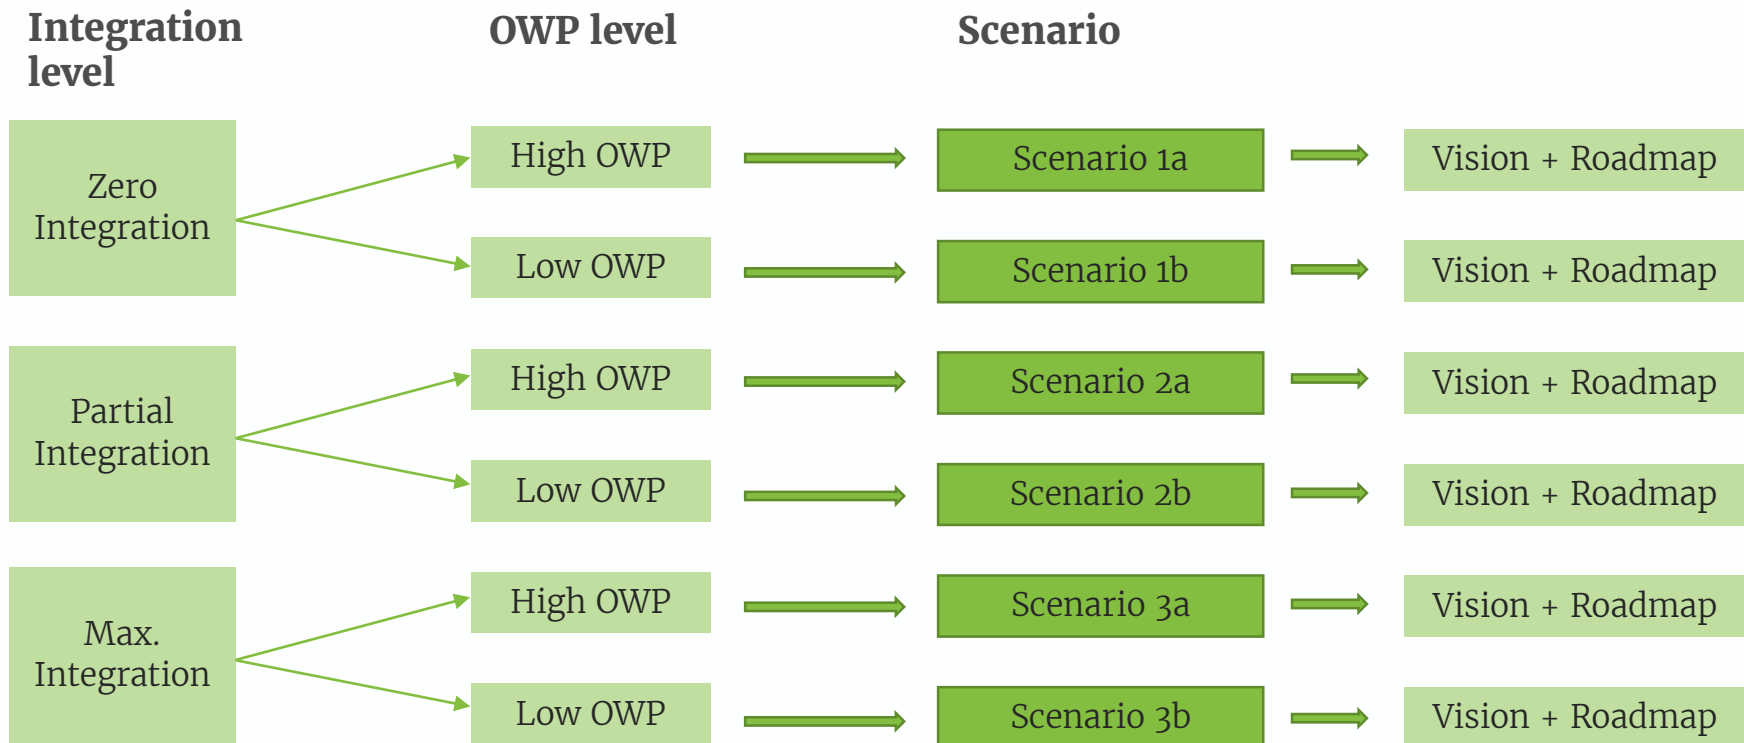 Integration
level
OWP level
Scenario
Zero
Integration
High OWP
Scenario 1a
Vision + Roadmap
Low OWP
Scenario 1b
Vision + Roadmap
Partial
Integration
High OWP
Scenario 2a
Vision + Roadmap
Low OWP
Scenario 2b
Vision + Roadmap
Max.
Integration
High OWP
Scenario 3a
Vision + Roadmap
Low OWP
Scenario 3b
Vision + Roadmap